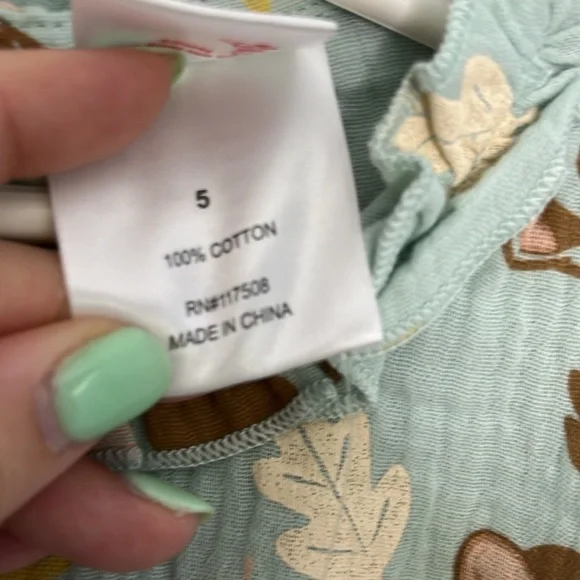 5
100% COTTON
RN#117508
MADE IN CHINA